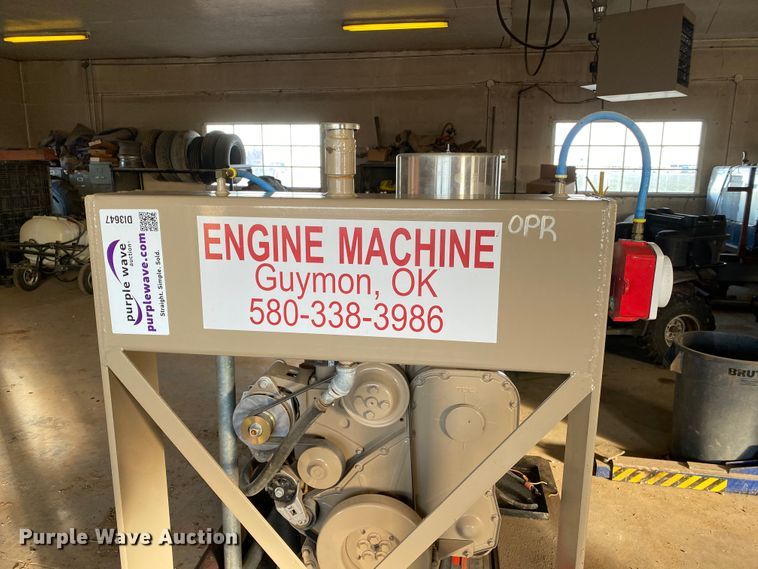 ENGINE MACHINE
Guymon, OK
580-338-3986
OPR
DI3647
purple wave
auction
purplewave.com
Straight. Simple. Sold.
BRUT
Purple Wave Auction